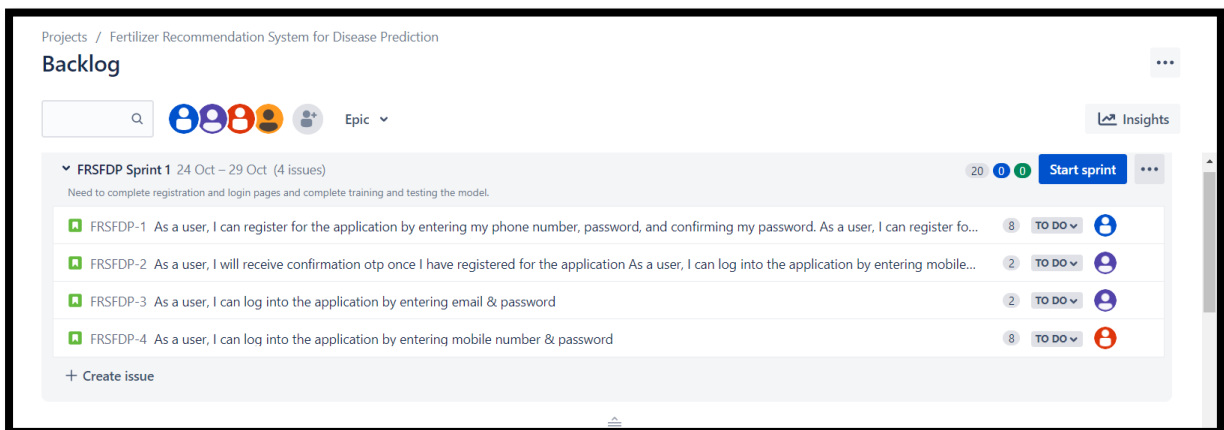 Projects / Fertilizer Recommendation System for Disease Prediction
Backlog
Epic
Insights
FRSFDP Sprint 1 24 Oct – 29 Oct (4 issues) 20 0 0 Start sprint
Need to complete registration and login pages and complete training and testing the model.
FRSFDP-1 As a user, I can register for the application by entering my phone number, password, and confirming my password. As a user, I can register fo... 8 TO DO
FRSFDP-2 As a user, I will receive confirmation otp once I have registered for the application As a user, I can log into the application by entering mobile... 2 TO DO
FRSFDP-3 As a user, I can log into the application by entering email & password 2 TO DO
FRSFDP-4 As a user, I can log into the application by entering mobile number & password 8 TO DO
+ Create issue